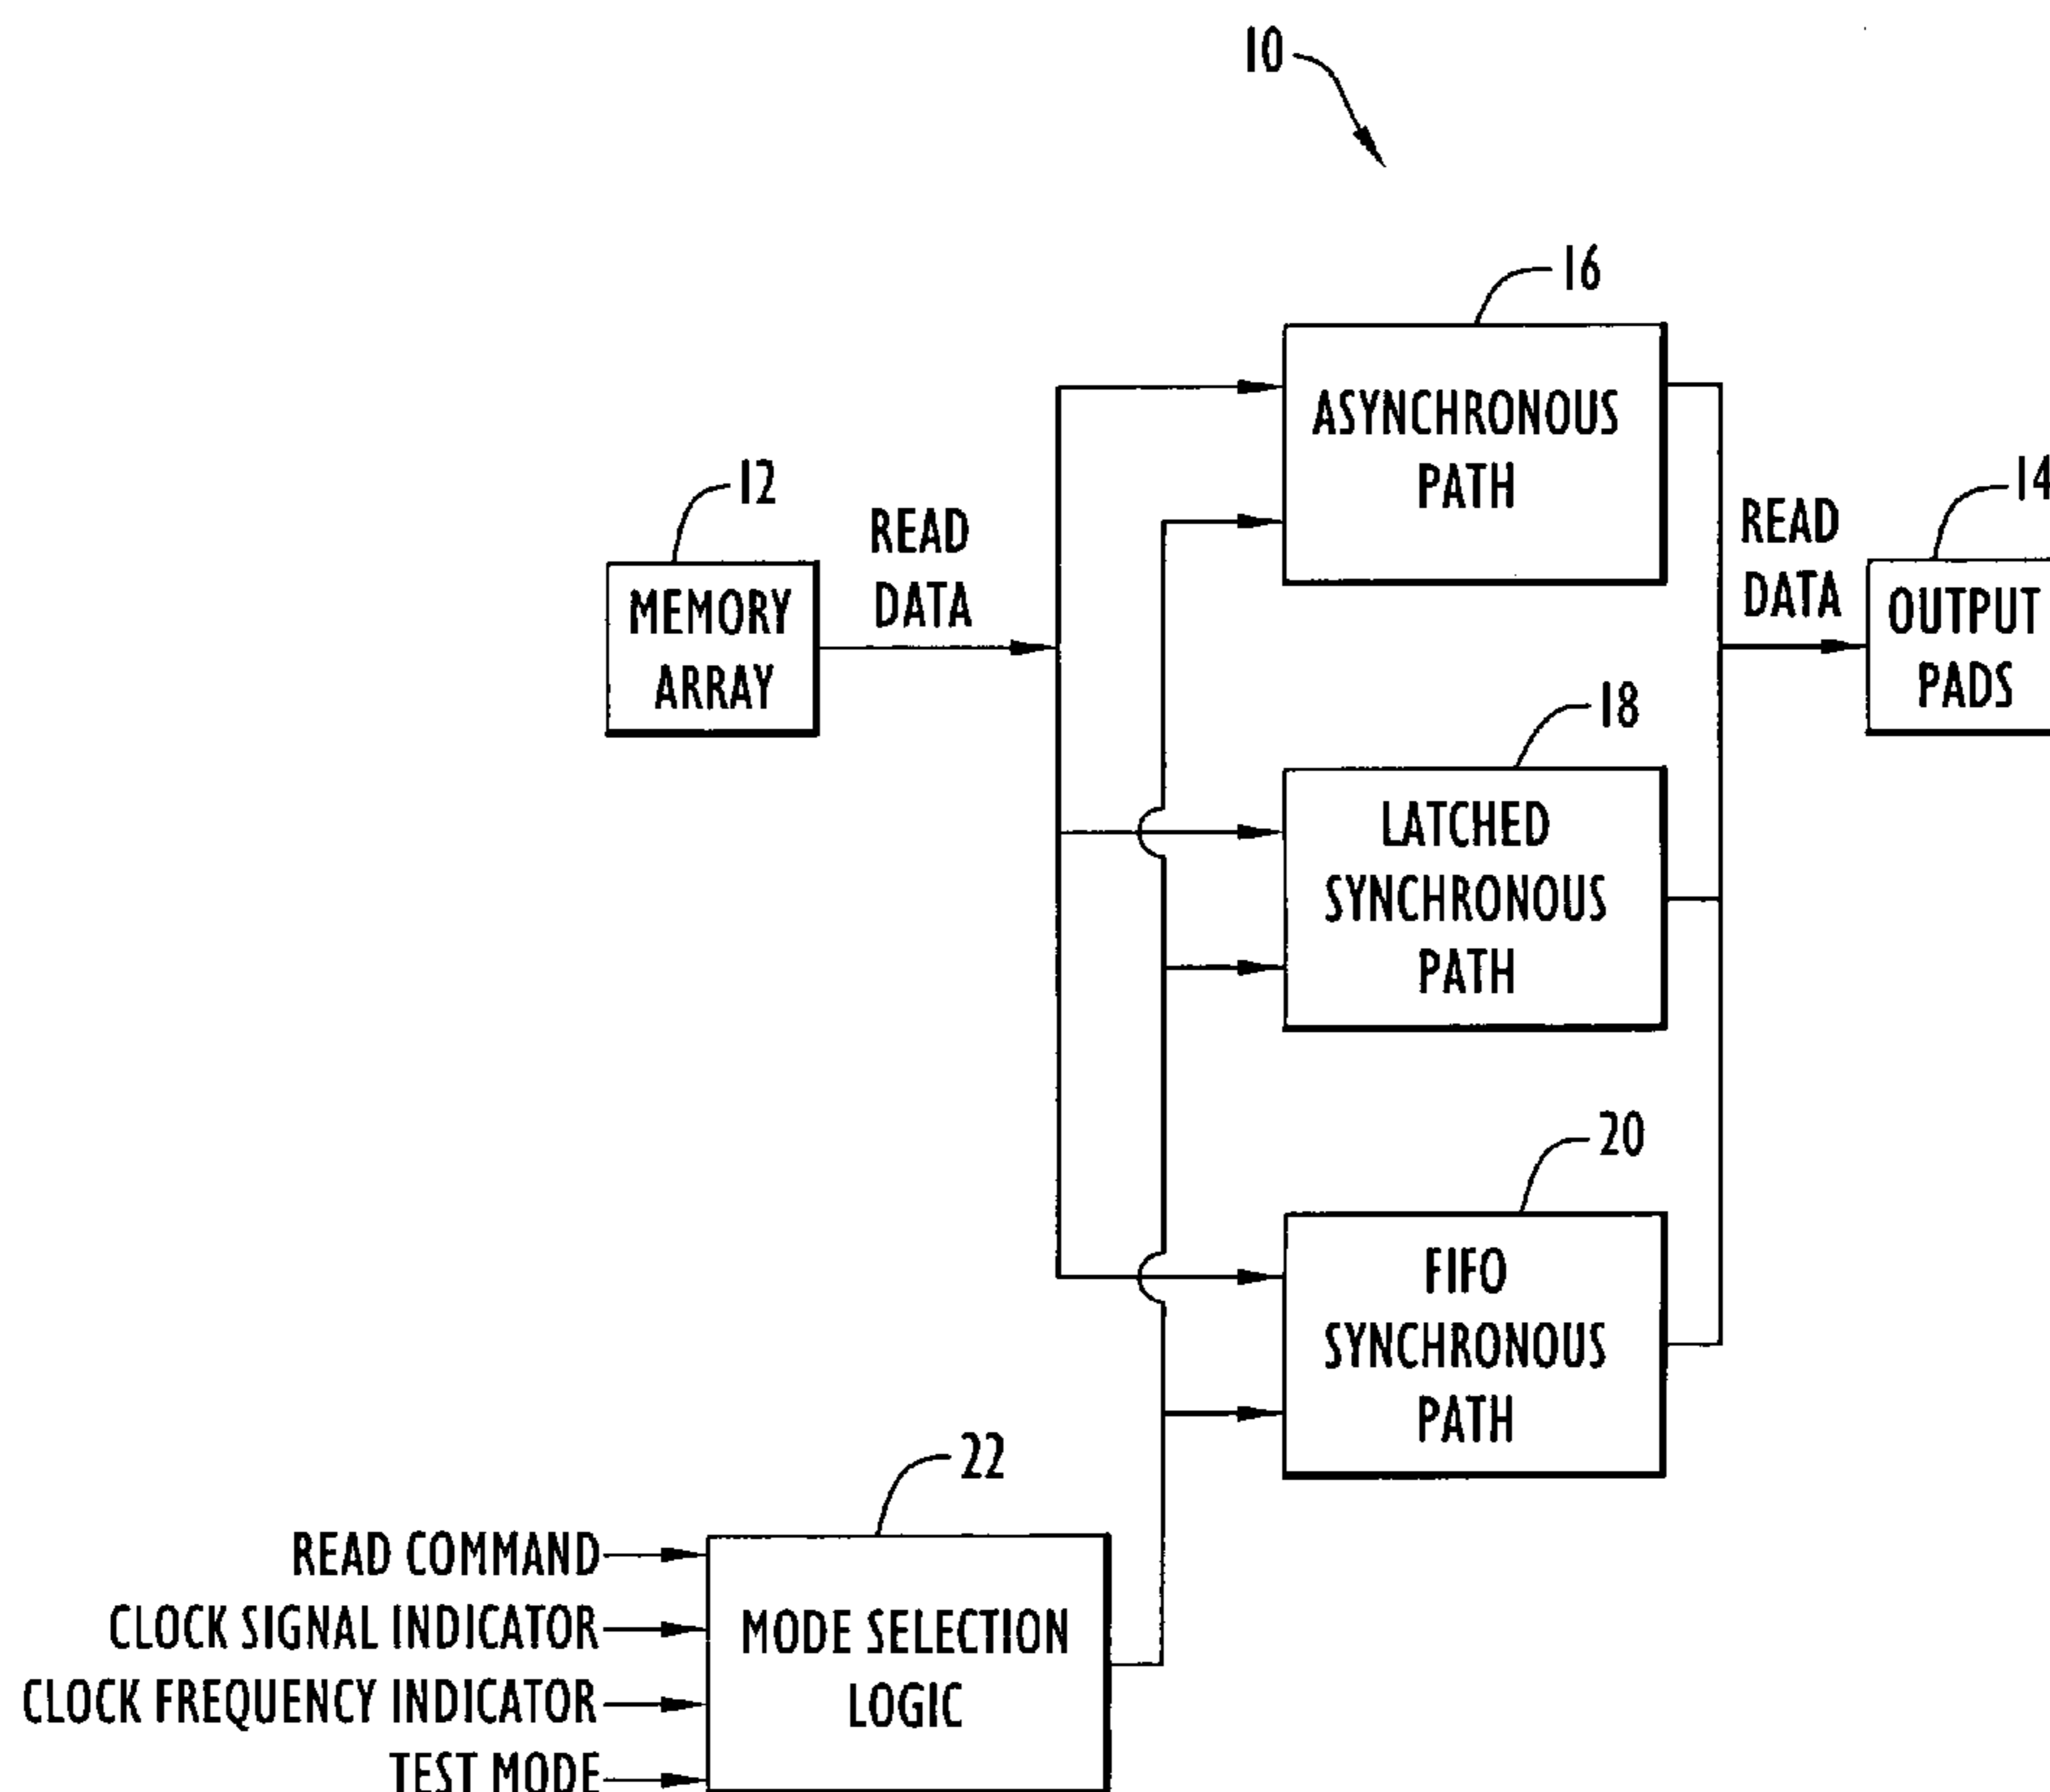 10
16
ASYNCHRONOUS
PATH
12
READ
DATA
MEMORY
ARRAY
READ
DATA
14
OUTPUT
PADS
18
LATCHED
SYNCHRONOUS
PATH
20
FIFO
SYNCHRONOUS
PATH
22
READ COMMAND
CLOCK SIGNAL INDICATOR
CLOCK FREQUENCY INDICATOR
TEST MODE
MODE SELECTION
LOGIC